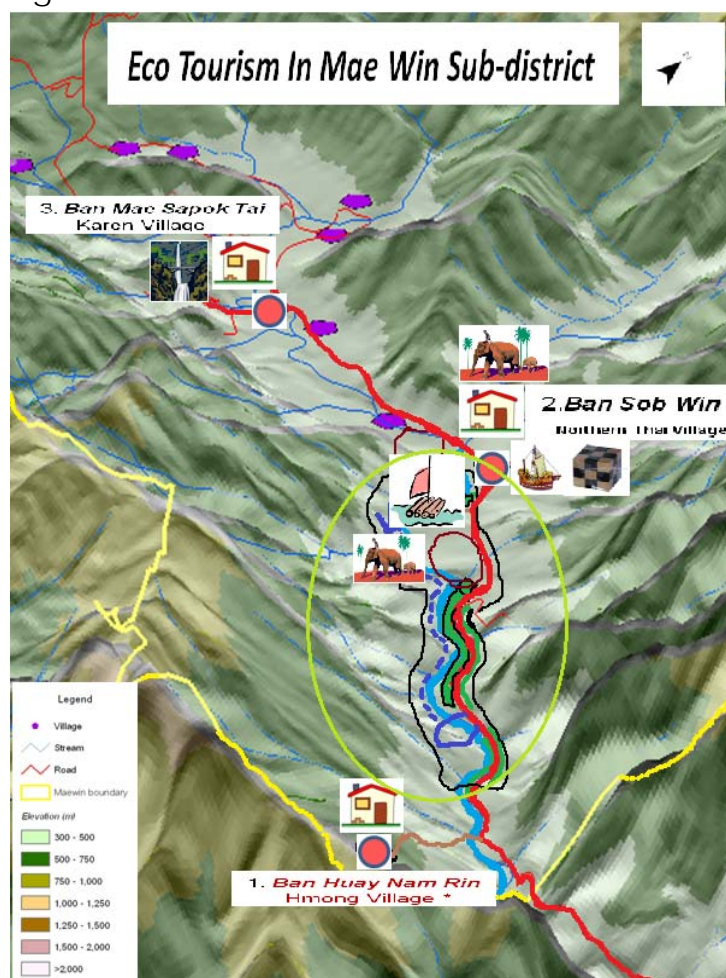 Eco Tourism In Mae Win Sub-district
3. Ban Mae Sapok Tai
Karen Village
2.Ban Sob Win
Northern Thai Village
Legend
Village
Stream
Road
Maewin boundary
Elevation (m)
300 - 500
500 - 750
750 - 1,000
1,000 - 1,250
1,250 - 1,500
1,500 - 2,000
>2,000
1. Ban Huay Nam Rin
Hmong Village *